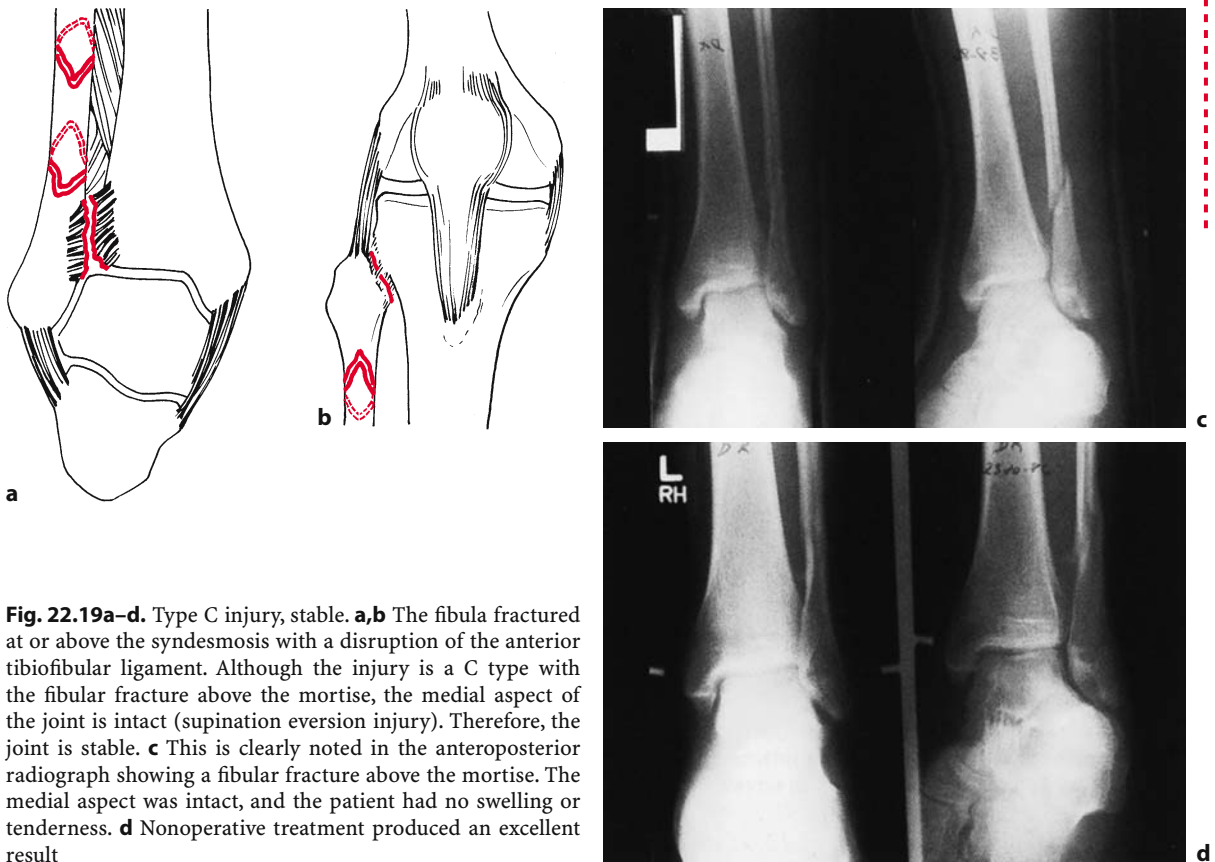 a
b
c
DK
L
RH
d
Fig. 22.19a–d. Type C injury, stable. a,b The fibula fractured
at or above the syndesmosis with a disruption of the anterior
tibiofibular ligament. Although the injury is a C type with
the fibular fracture above the mortise, the medial aspect of
the joint is intact (supination eversion injury). Therefore, the
joint is stable. c This is clearly noted in the anteroposterior
radiograph showing a fibular fracture above the mortise. The
medial aspect was intact, and the patient had no swelling or
tenderness. d Nonoperative treatment produced an excellent
result